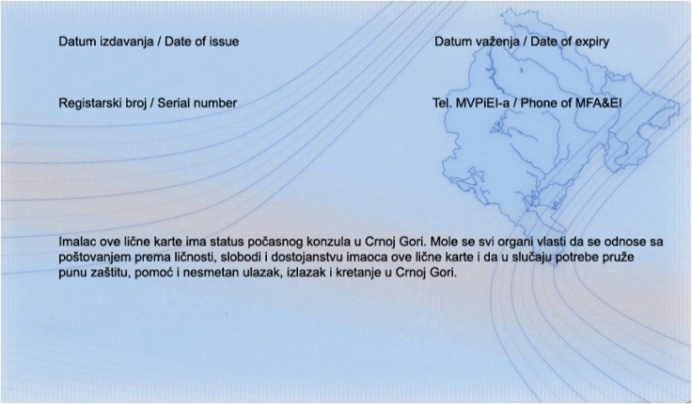 Datum izdavanja / Date of issue
Datum važenja / Date of expiry
Registarski broj / Serial number
Tel. MVPiEI-a / Phone of MFA&EI
Imalac ove lične karte ima status počasnog konzula u Crnoj Gori. Mole se svi organi vlasti da se odnose sa
poštovanjem prema ličnosti, slobodi i dostojanstvu imaoca ove lične karte i da u slučaju potrebe pruže
punu zaštitu, pomoć i nesmetan ulazak, izlazak i kretanje u Crnoj Gori.